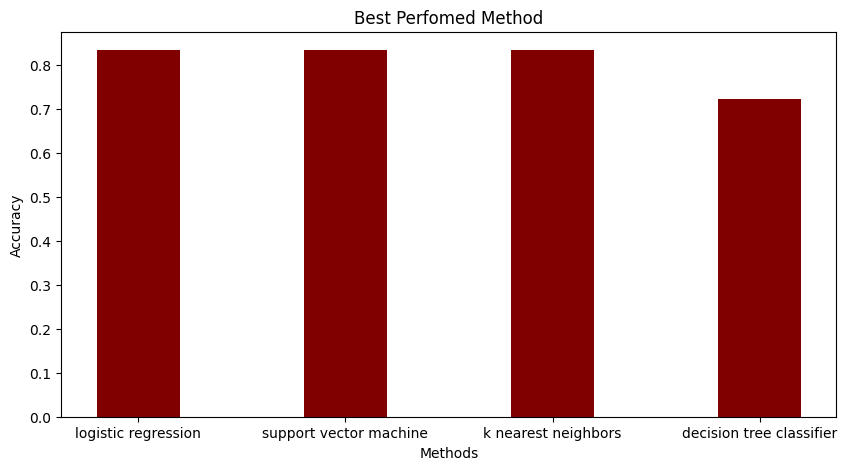 Best Perfomed Method
Accuracy
0.8
0.7
0.6
0.5
0.4
0.3
0.2
0.1
0.0
logistic regression
support vector machine
k nearest neighbors
decision tree classifier
Methods